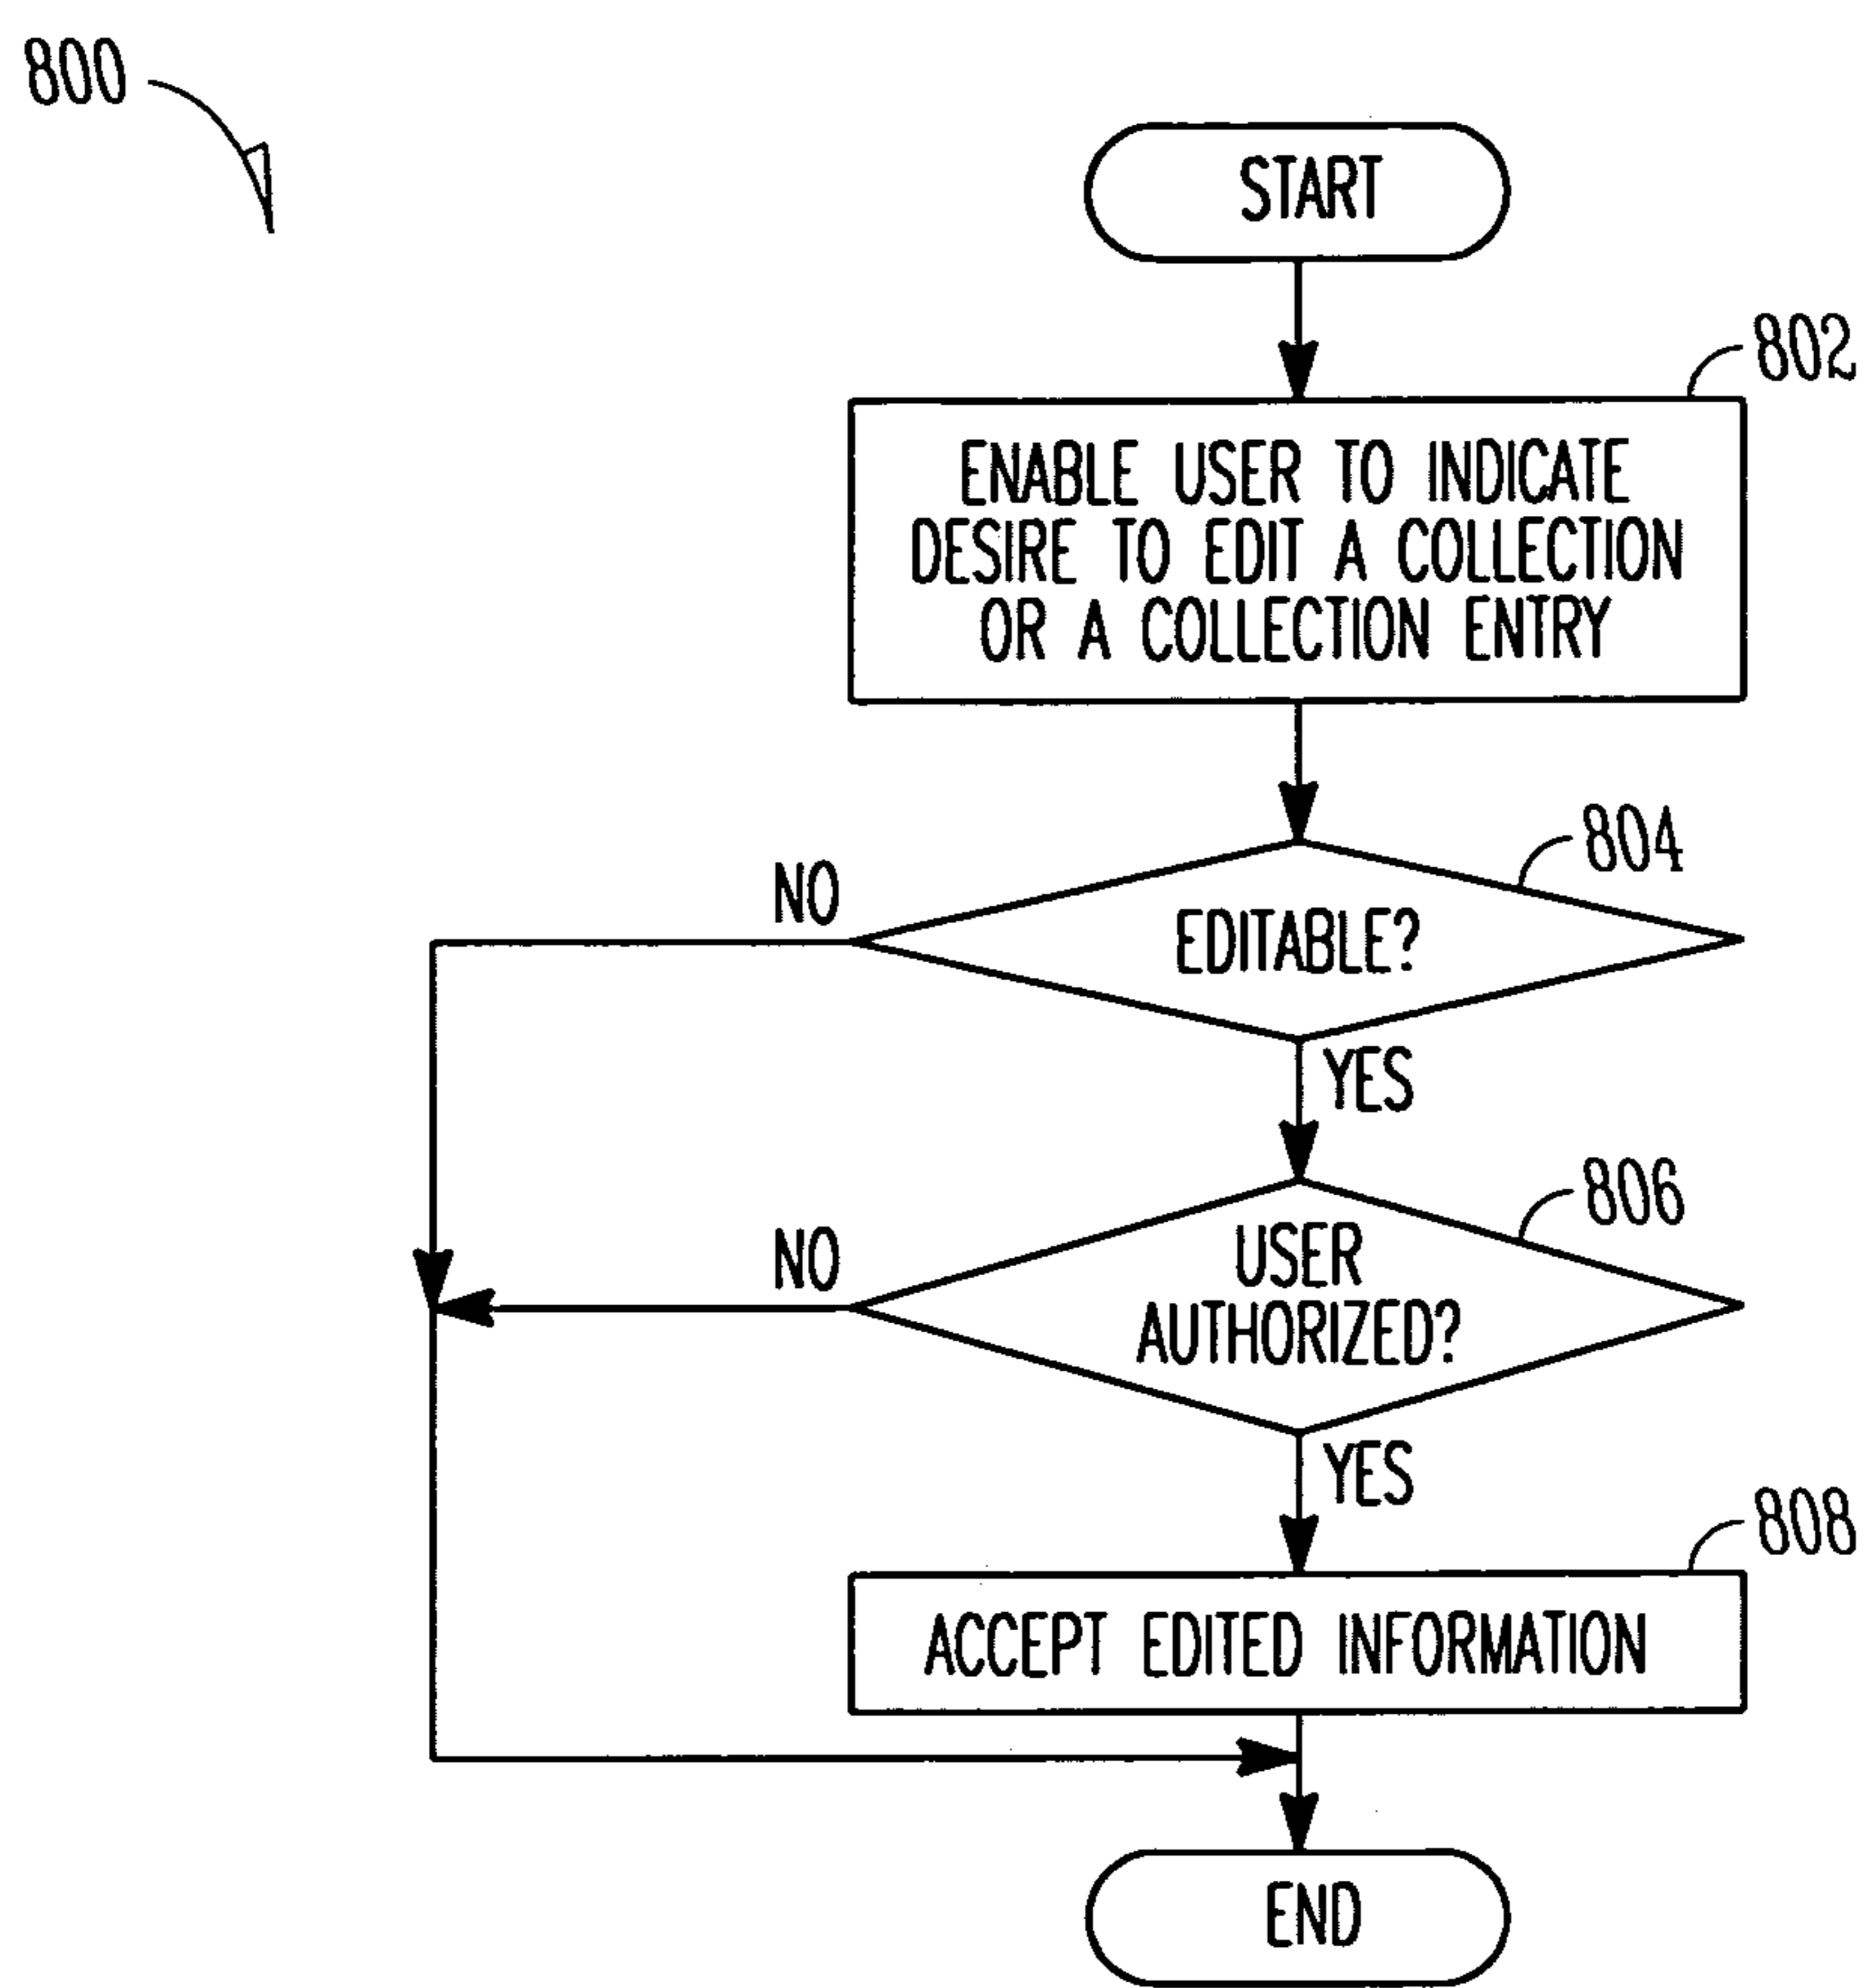 800
START
802
ENABLE USER TO INDICATE
DESIRE TO EDIT A COLLECTION
OR A COLLECTION ENTRY
804
NO
EDITABLE?
YES
806
NO
USER
AUTHORIZED?
YES
808
ACCEPT EDITED INFORMATION
END